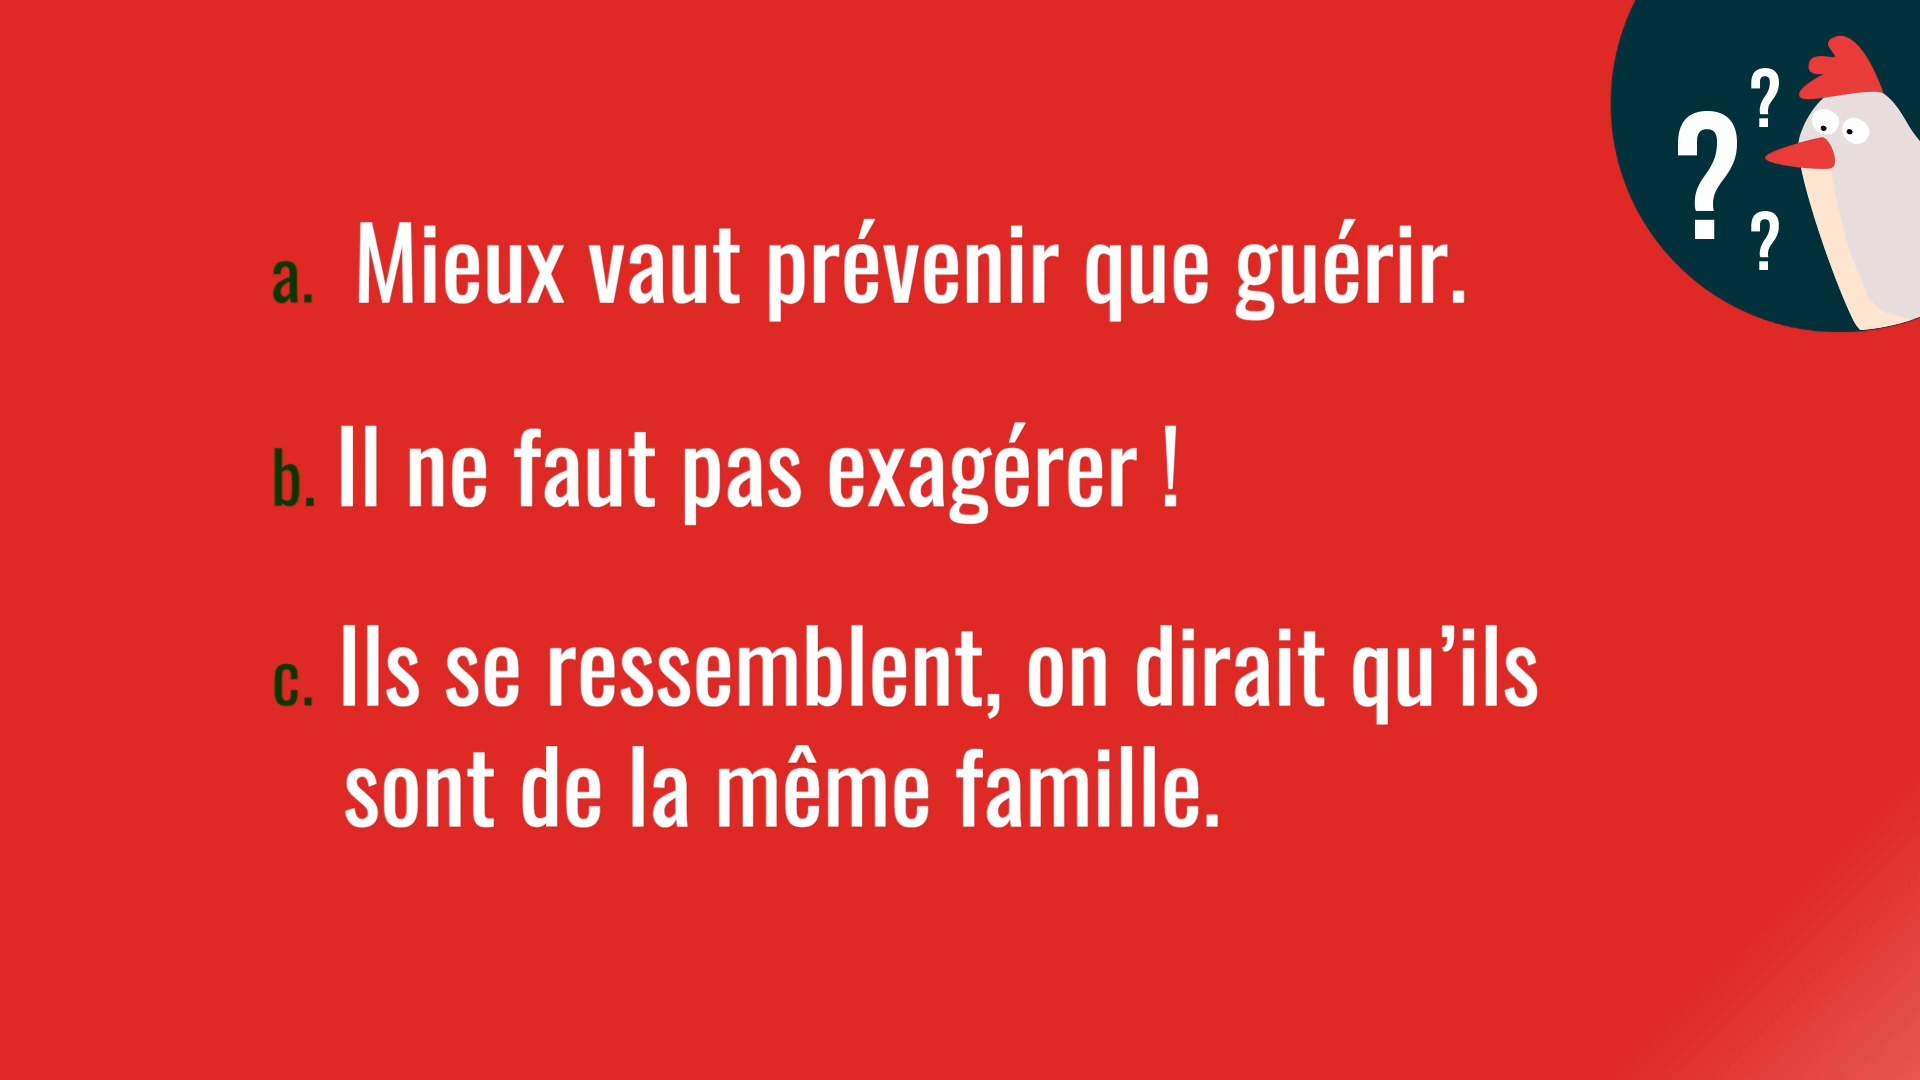 a. Mieux vaut prévenir que guérir.
b. Il ne faut pas exagérer !
c. Ils se ressemblent, on dirait qu’ils
sont de la même famille.
?
?
?